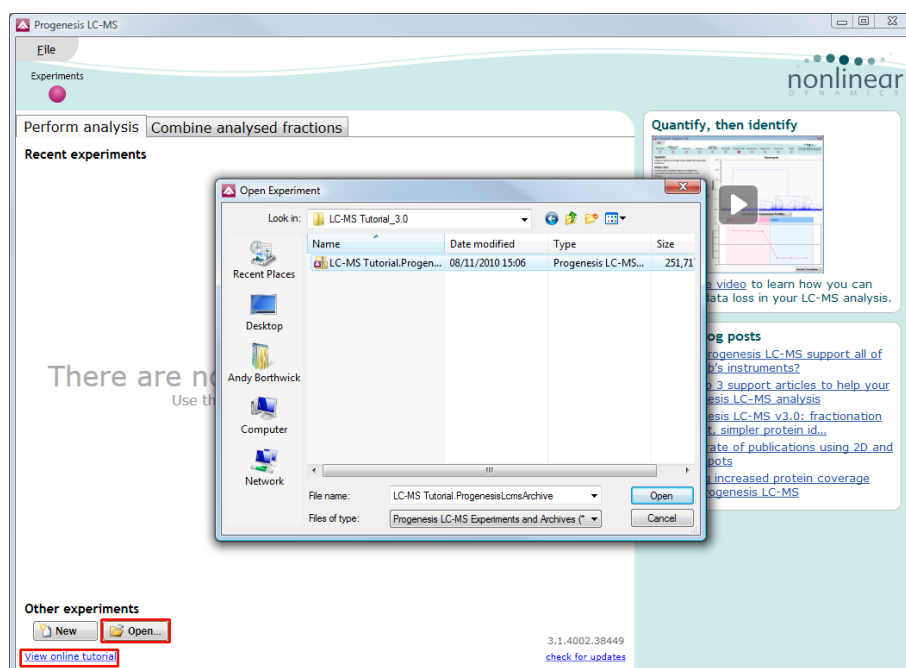 Progenesis LC-MS
File
Experiments
nonlinear
DYNAMICS
Perform analysis
Combine analysed fractions
Recent experiments
There are n
Use th
Open Experiment
Look in:
LC-MS Tutorial_3.0
Name
Date modified
Type
Size
LC-MS Tutorial.Progen...
08/11/2010 15:06
Progenesis LC-MS...
251,71
Recent Places
Desktop
Andy Borthwick
Computer
Network
File name:
LC-MS Tutorial.ProgenesisLcmsArchive
Open
Files of type:
Progenesis LC-MS Experiments and Archives (*
Cancel
Quantify, then identify
e video to learn how you can
data loss in your LC-MS analysis.
og posts
rogenesis LC-MS support all of
b's instruments?
3 support articles to help your
esis LC-MS analysis
esis LC-MS v3.0: fractionation
t, simpler protein id...
rate of publications using 2D and
pots
increased protein coverage
ogenesis LC-MS
Other experiments
New
Open...
View online tutorial
3.1.4002.38449
check for updates